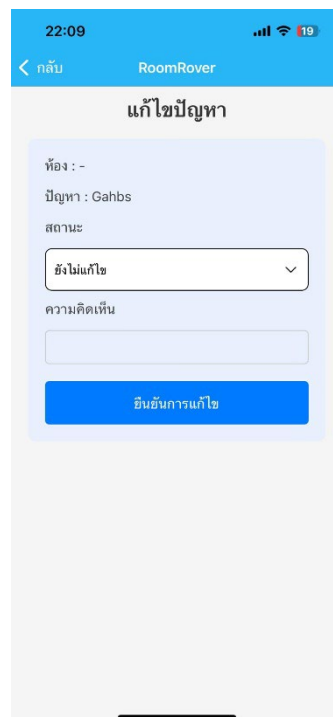 22:09
19
กลับ
RoomRover
แก้ไขปัญหา
ห้อง : -
ปัญหา : Gahbs
สถานะ
ยังไม่แก้ไข
ความคิดเห็น
ยืนยันการแก้ไข